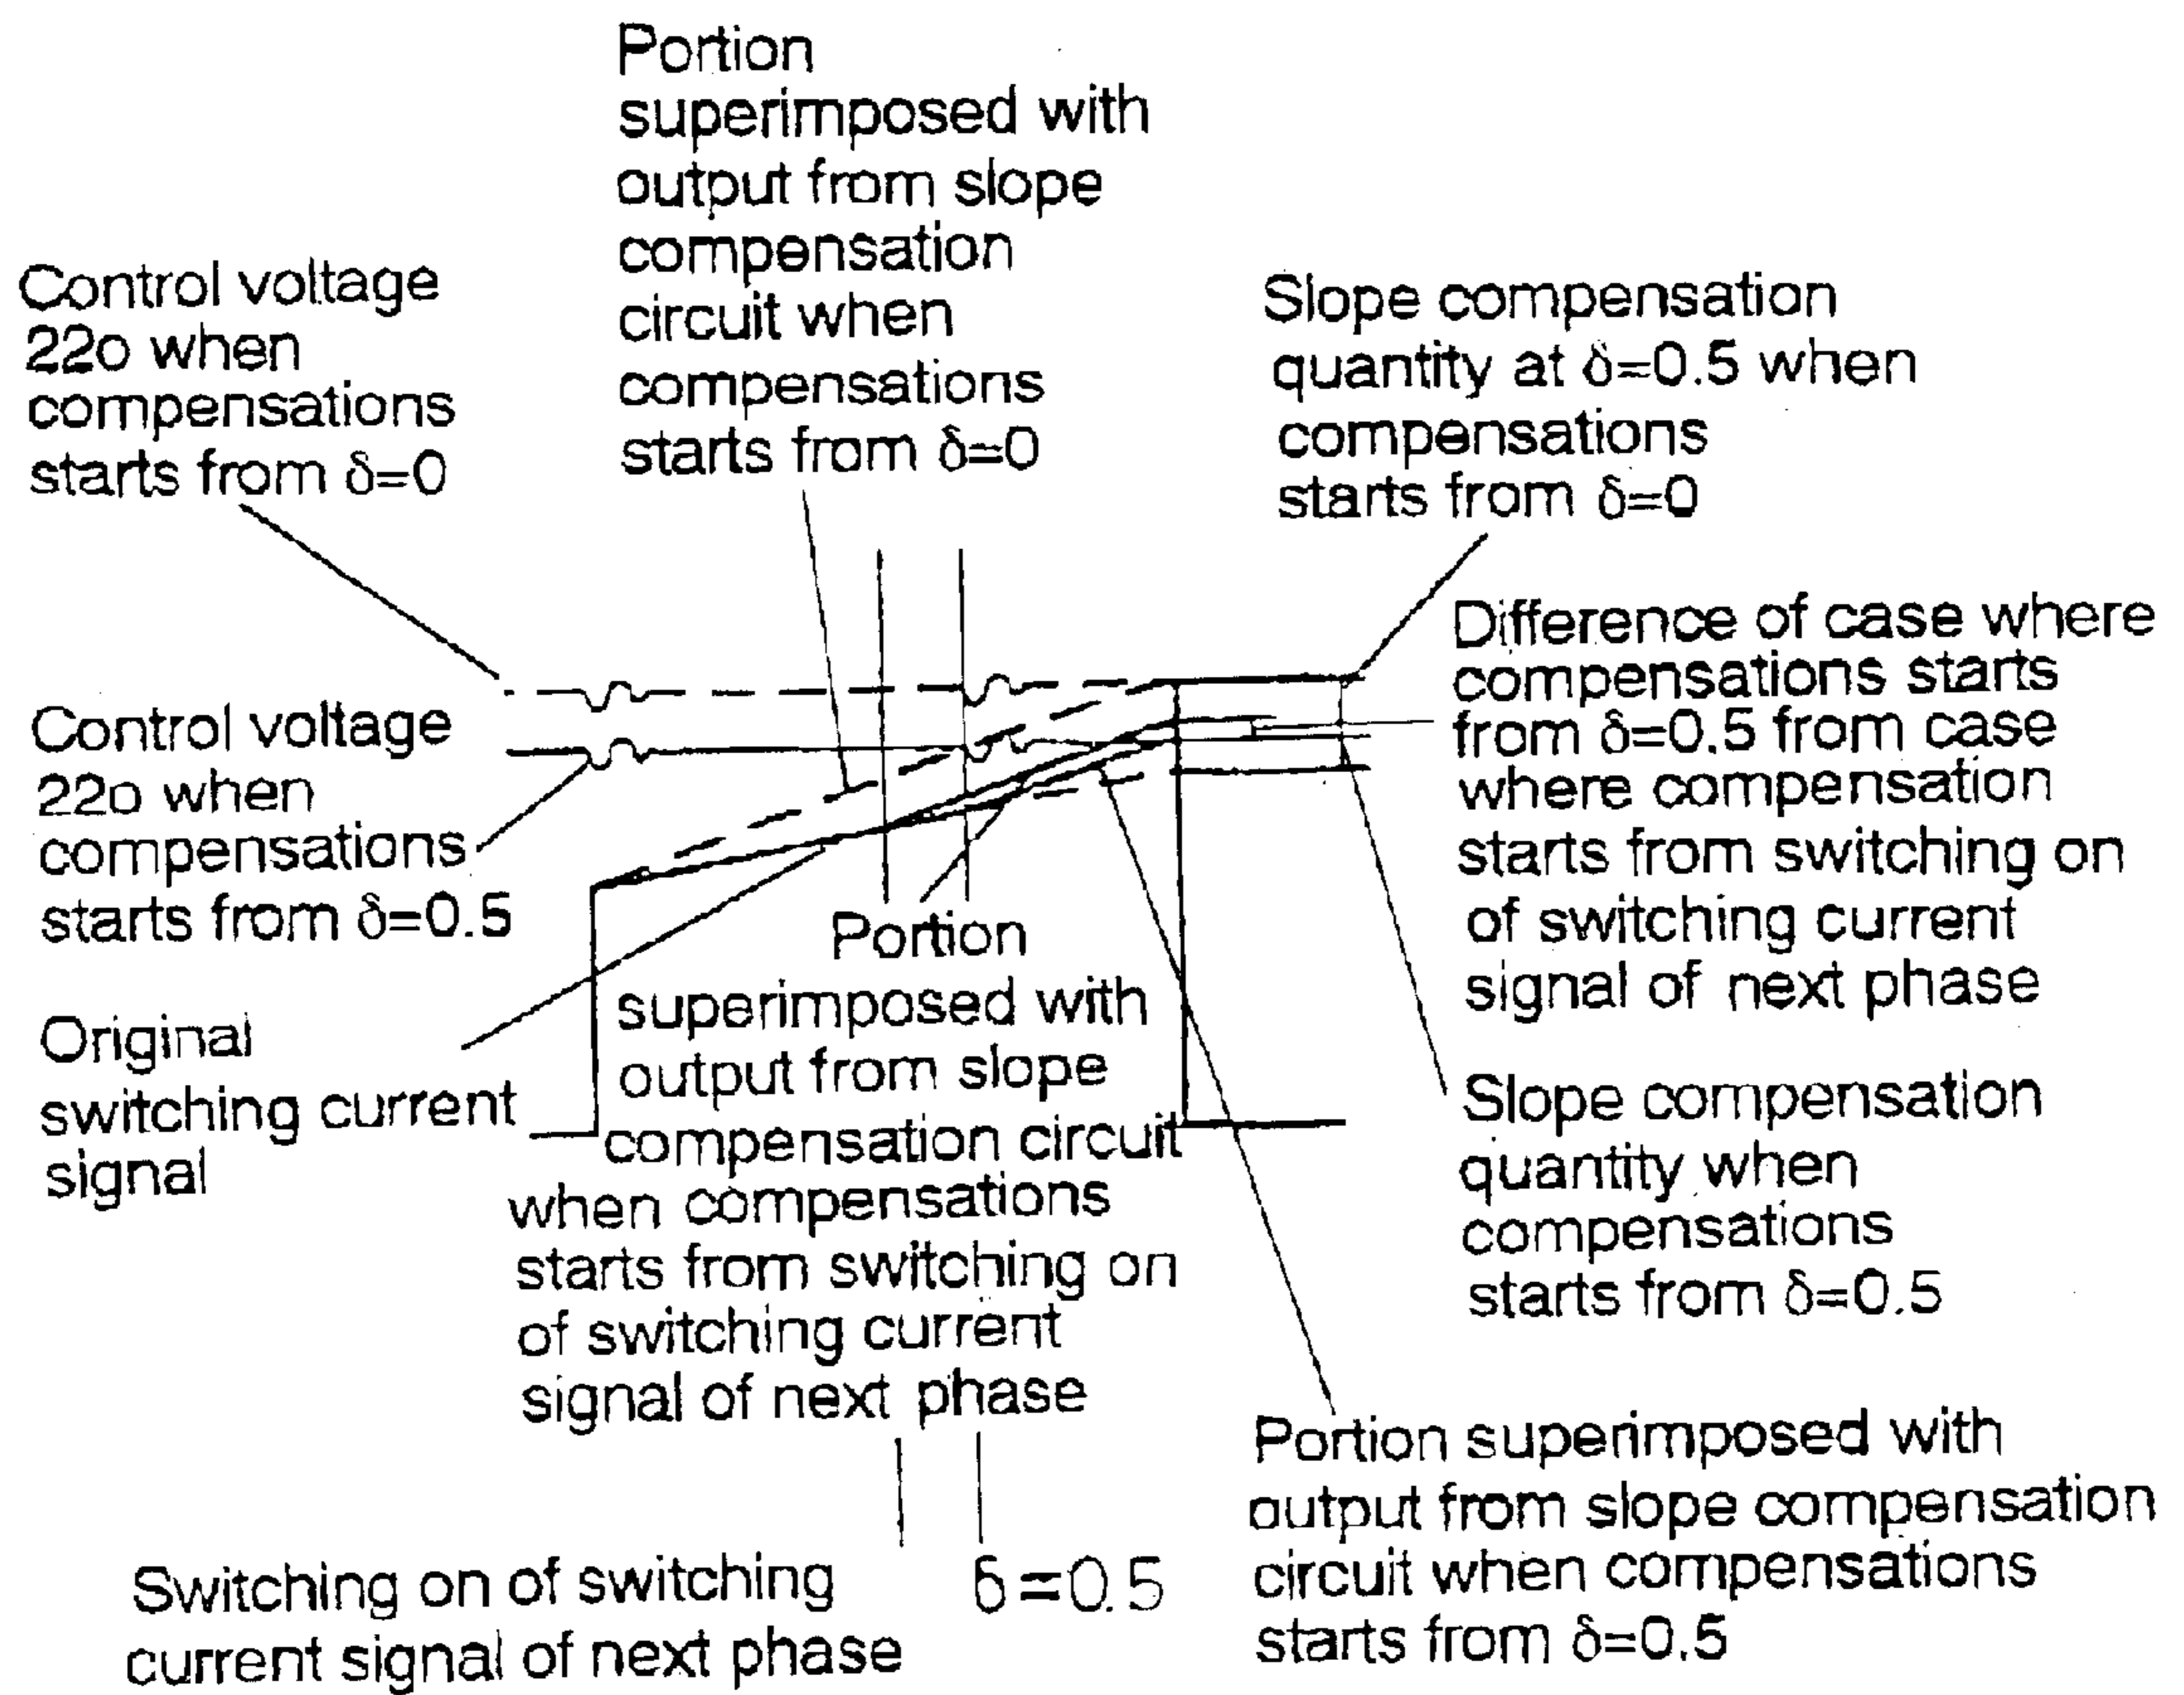 Portion
superimposed with
output from slope
compensation
circuit when
compensations
starts from δ=0
Control voltage
22o when
compensations
starts from δ=0
Slope compensation
quantity at δ=0.5 when
compensations
starts from δ=0
Control voltage
22o when
compensations
starts from δ=0.5
Difference of case where
compensations starts
from δ=0.5 from case
where compensation
starts from switching on
of switching current
signal of next phase
Original
switching current
signal
Portion
superimposed with
output from slope
compensation circuit
when compensations
starts from switching on
of switching current
signal of next phase
Slope compensation
quantity when
compensations
starts from δ=0.5
Portion superimposed with
output from slope compensation
circuit when compensations
starts from δ=0.5
Switching on of switching
current signal of next phase
δ=0.5